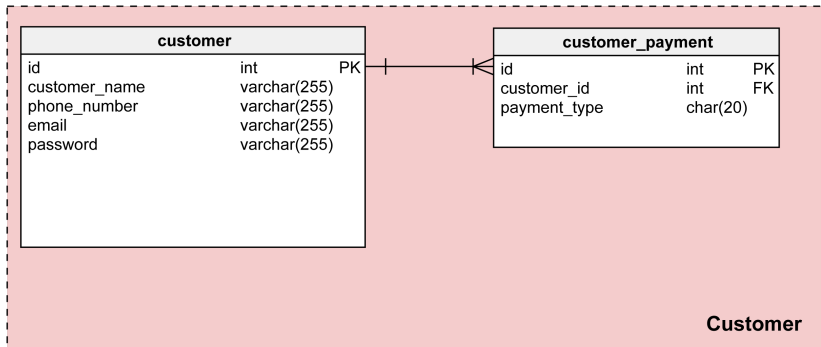 customer
id int PK
customer_name varchar(255)
phone_number varchar(255)
email varchar(255)
password varchar(255)
customer_payment
id int PK
customer_id int FK
payment_type char(20)
Customer